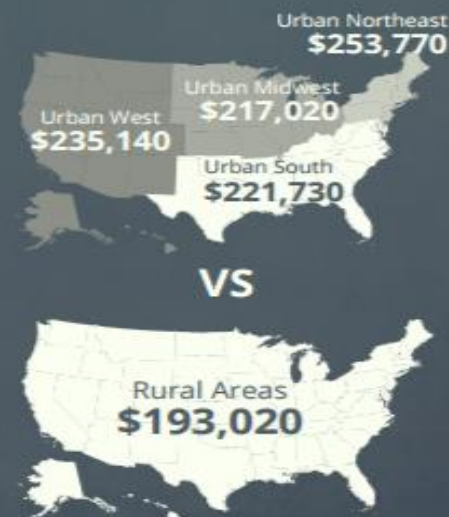 Urban Northeast
$253,770
Urban Midwest
$217,020
Urban West
$235,140
Urban South
$221,730
VS
Rural Areas
$193,020